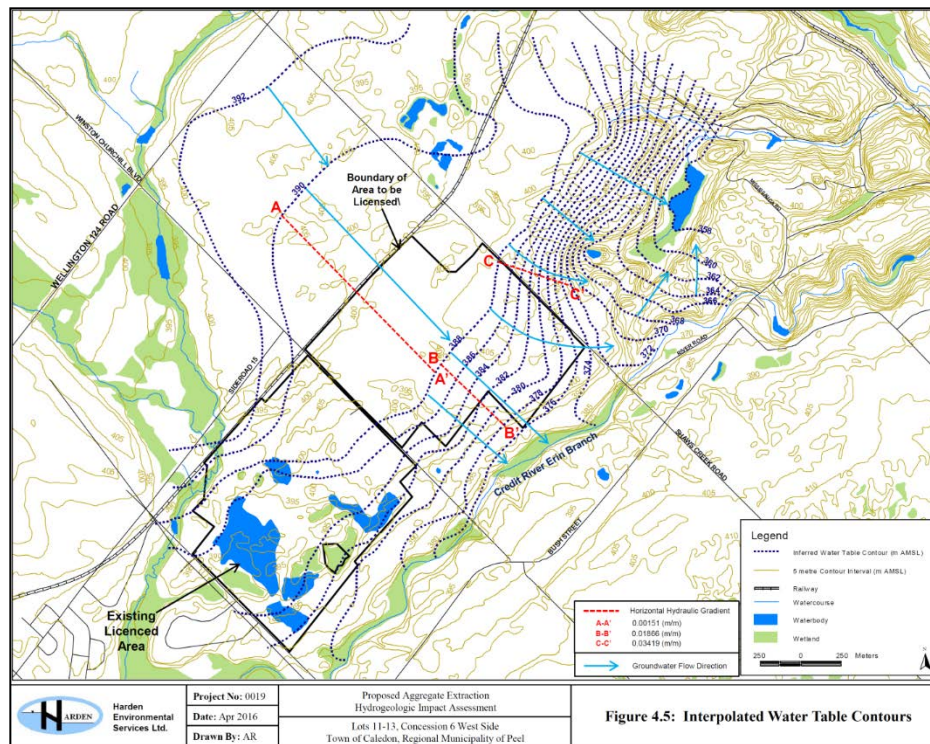 392
WINSTON CHURCHILL BLVD
WELLINGTON 124 ROAD
390
A
Boundary of
Area to be
Licensed\
SIDEROAD 15
C
C'
358
360
362
364
366
368
370
372
374
RIVER ROAD
388
386
384
382
380
378
376
B
A'
B'
Credit River Erin Branch
SHAWS CREEK ROAD
BUSH STREET
Existing
Licenced
Area
Legend
Inferred Water Table Contour (m AMSL)
5 metre Contour Interval (m AMSL)
Railway
Watercourse
Waterbody
Wetland
250 0 250 Meters
N
Horizontal Hydraulic Gradient
A-A' 0.00151 (m/m)
B-B' 0.01866 (m/m)
C-C' 0.03419 (m/m)
Groundwater Flow Direction
HARDEN
Harden
Environmental
Services Ltd.
Project No: 0019
Date: Apr 2016
Drawn By: AR
Proposed Aggregate Extraction
Hydrogeologic Impact Assessment
Lots 11-13, Concession 6 West Side
Town of Caledon, Regional Municipality of Peel
Figure 4.5: Interpolated Water Table Contours